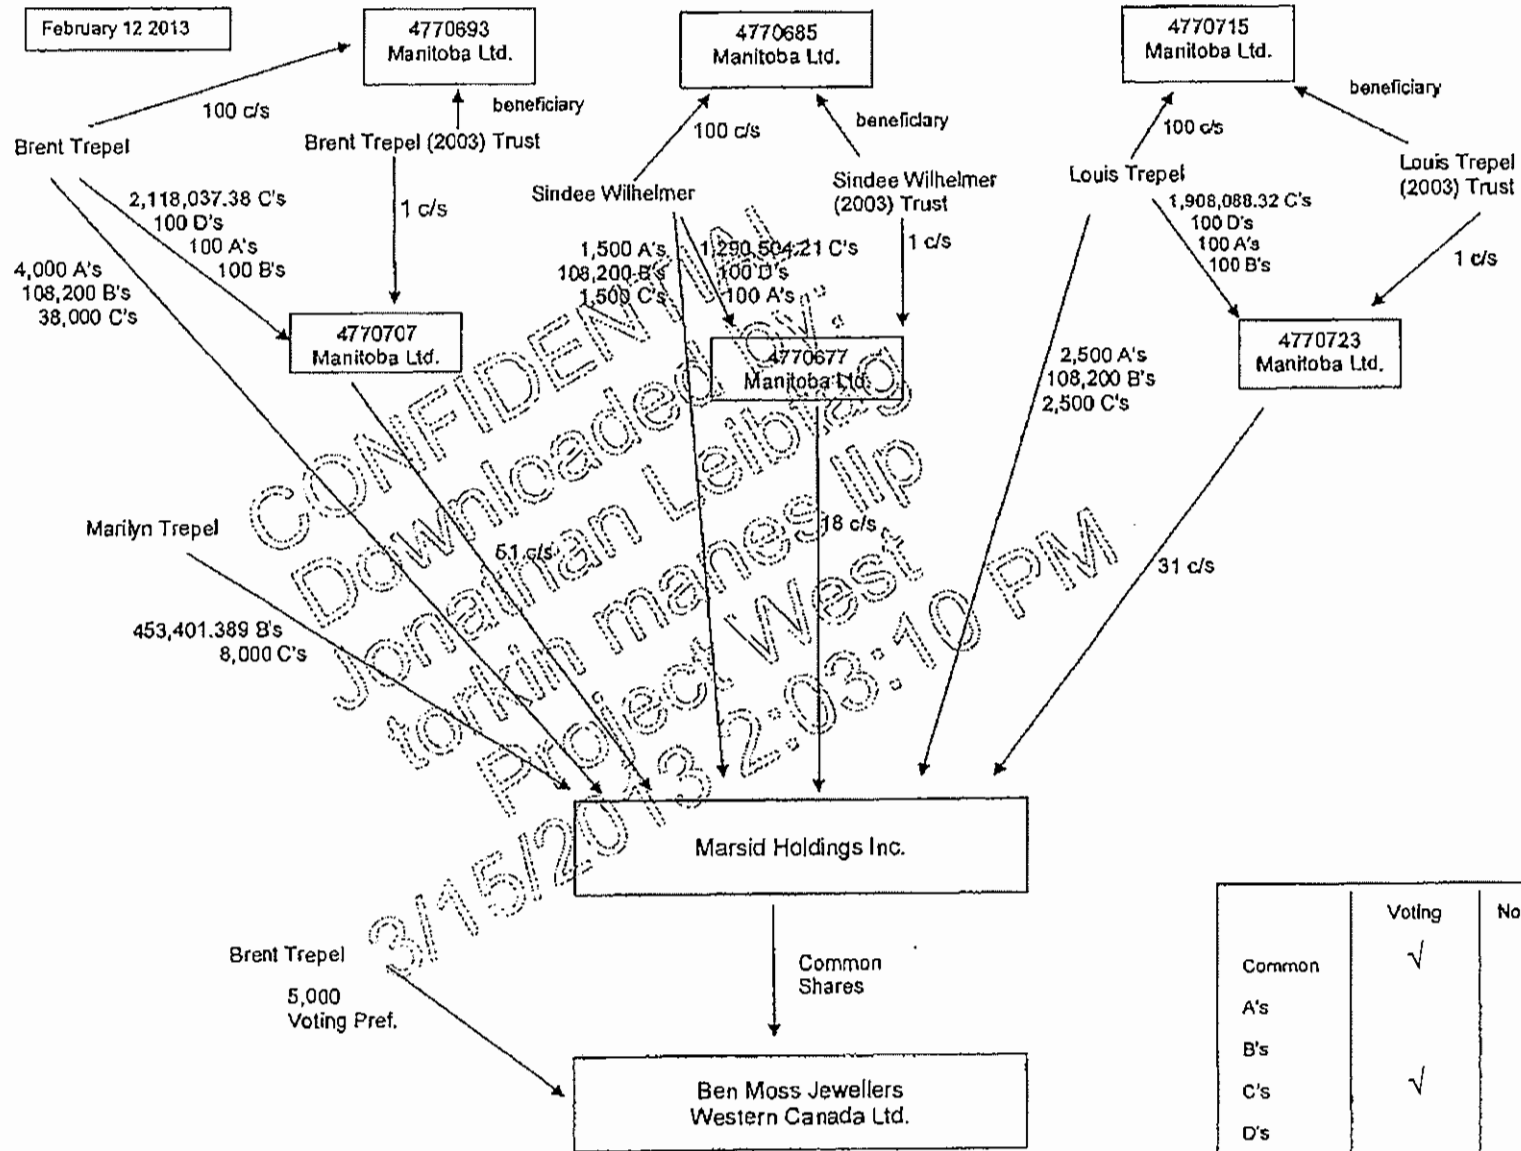 February 12 2013
4770693
Manitoba Ltd.
4770685
Manitoba Ltd.
4770715
Manitoba Ltd.
100 c/s
beneficiary
100 c/s
beneficiary
100 c/s
beneficiary
Brent Trepel
Brent Trepel (2003) Trust
Sindee Wilhelmer
Sindee Wilhelmer
(2003) Trust
Louis Trepel
Louis Trepel
(2003) Trust
2,118,037.38 C's
100 D's
100 A's
100 B's
1 c/s
1,500 A's
108,200 B's
1,500 C's
1,290,504.21 C's
100 D's
100 A's
1 c/s
1,908,088.32 C's
100 D's
100 A's
100 B's
1 c/s
4,000 A's
108,200 B's
38,000 C's
4770707
Manitoba Ltd.
4770677
Manitoba Ltd.
2,500 A's
108,200 B's
2,500 C's
4770723
Manitoba Ltd.
Marilyn Trepel
51 c/s
18 c/s
31 c/s
453,401.389 B's
8,000 C's
CONFIDENTIAL
Downloaded by:
Jonathan Leibtag
torkin manes llp
Project West
3/15/2013 2:03:10 PM
Marsid Holdings Inc.
Brent Trepel
5,000
Voting Pref.
Common
Shares
Ben Moss Jewellers
Western Canada Ltd.
Voting No
Common √
A's
B's
C's √
D's